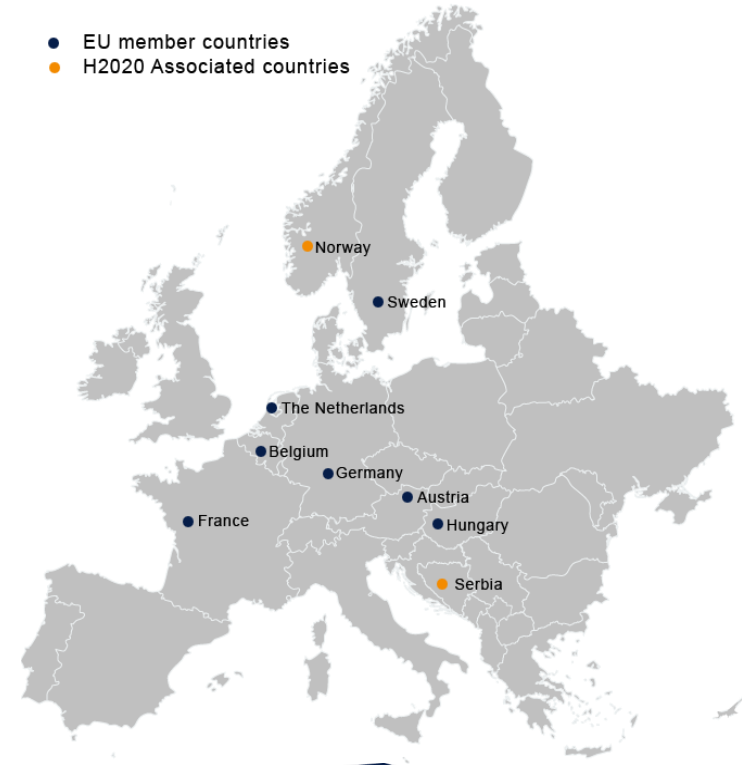 EU member countries
H2020 Associated countries
Norway
Sweden
The Netherlands
Belgium
Germany
Austria
France
Hungary
Serbia